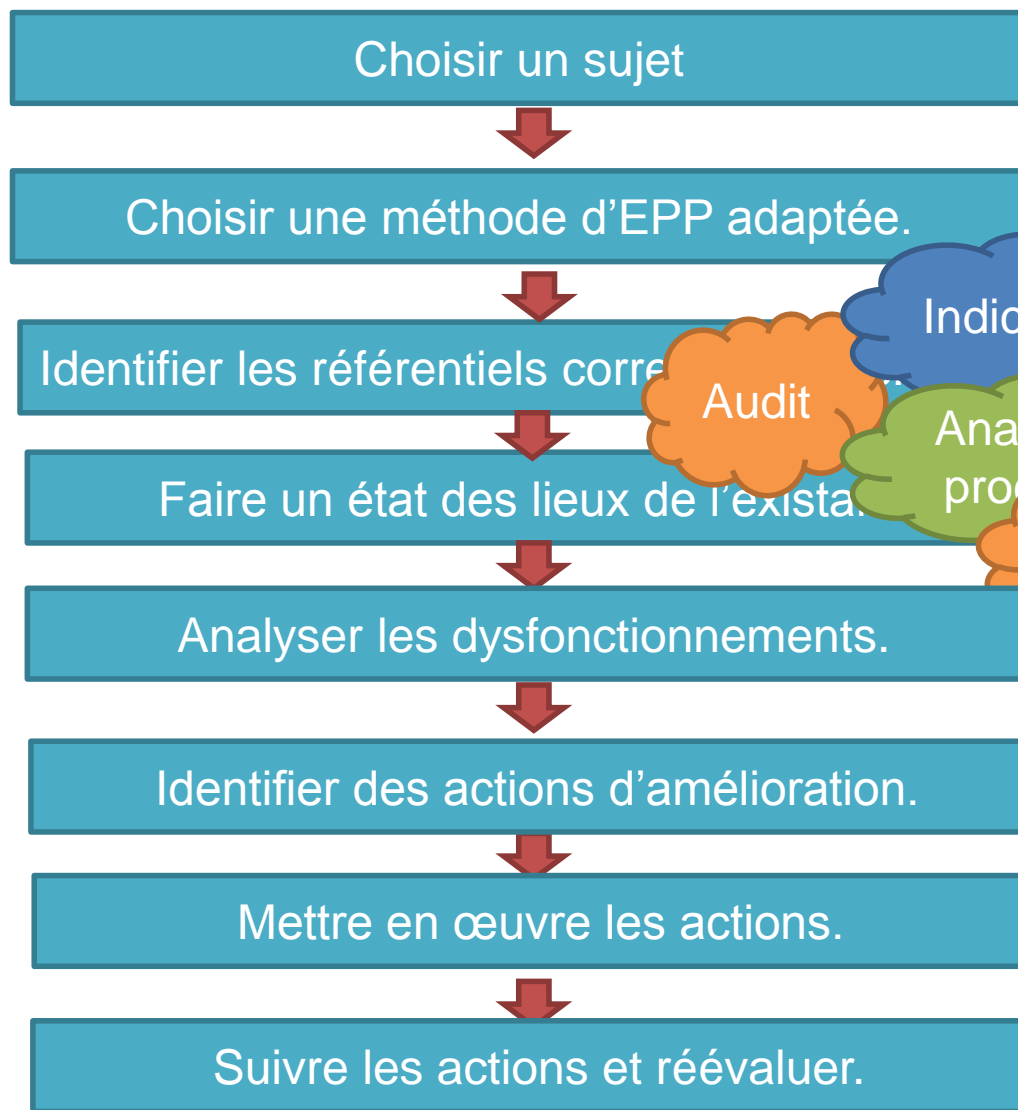 Choisir un sujet
Choisir une méthode d’EPP adaptée.
Indic
Identifier les référentiels corre
Audit
Ana
proc
Faire un état des lieux de l’exista
Analyser les dysfonctionnements.
Identifier des actions d’amélioration.
Mettre en œuvre les actions.
Suivre les actions et réévaluer.